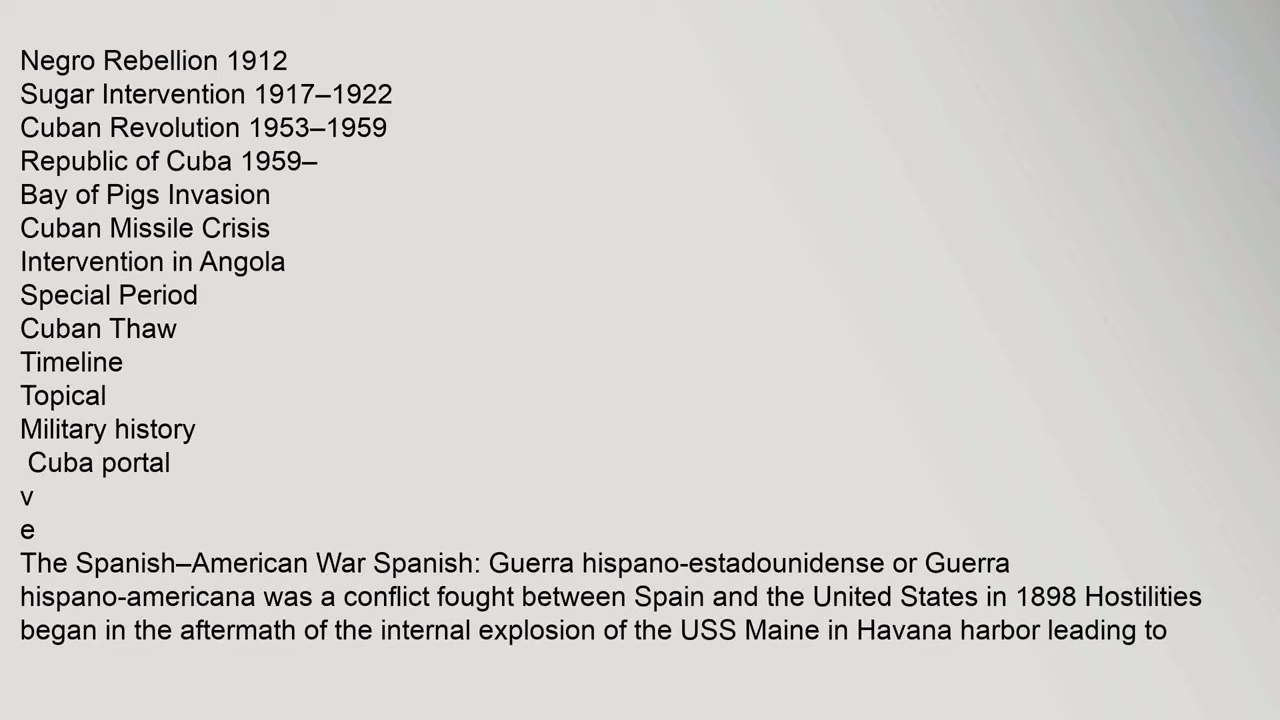 Negro Rebellion 1912
Sugar Intervention 1917–1922
Cuban Revolution 1953–1959
Republic of Cuba 1959–
Bay of Pigs Invasion
Cuban Missile Crisis
Intervention in Angola
Special Period
Cuban Thaw
Timeline
Topical
Military history
Cuba portal
v
e
The Spanish–American War Spanish: Guerra hispano-estadounidense or Guerra
hispano-americana was a conflict fought between Spain and the United States in 1898 Hostilities
began in the aftermath of the internal explosion of the USS Maine in Havana harbor leading to